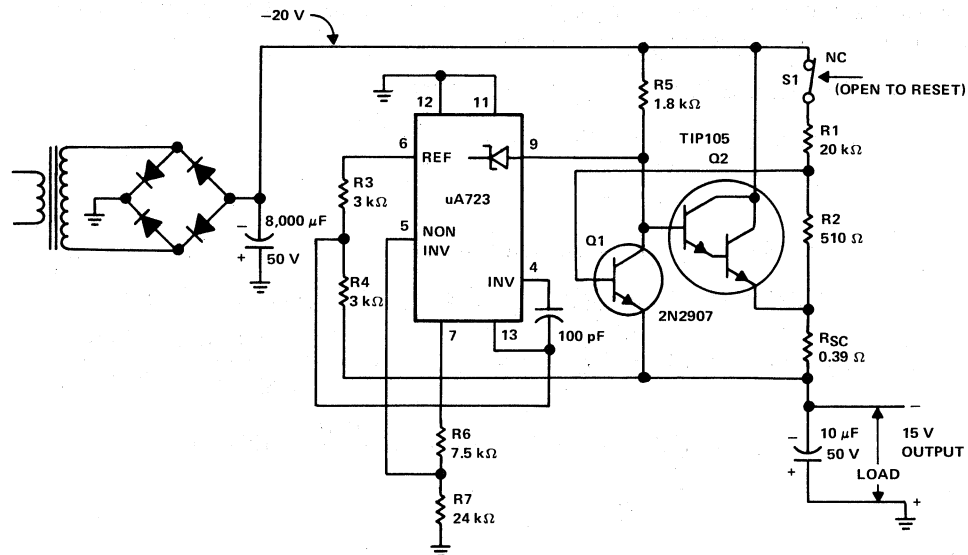 −20 V
NC
S1
(OPEN TO RESET)
12
11
R5
1.8 kΩ
6
REF
9
TIP105
Q2
R1
20 kΩ
R3
3 kΩ
uA723
8,000 μF
−
+
50 V
5
NON
INV
Q1
R2
510 Ω
R4
3 kΩ
INV
4
2N2907
7
13
100 pF
RSC
0.39 Ω
−
R6
7.5 kΩ
−
10 μF
50 V
+
15 V
OUTPUT
LOAD
+
R7
24 kΩ